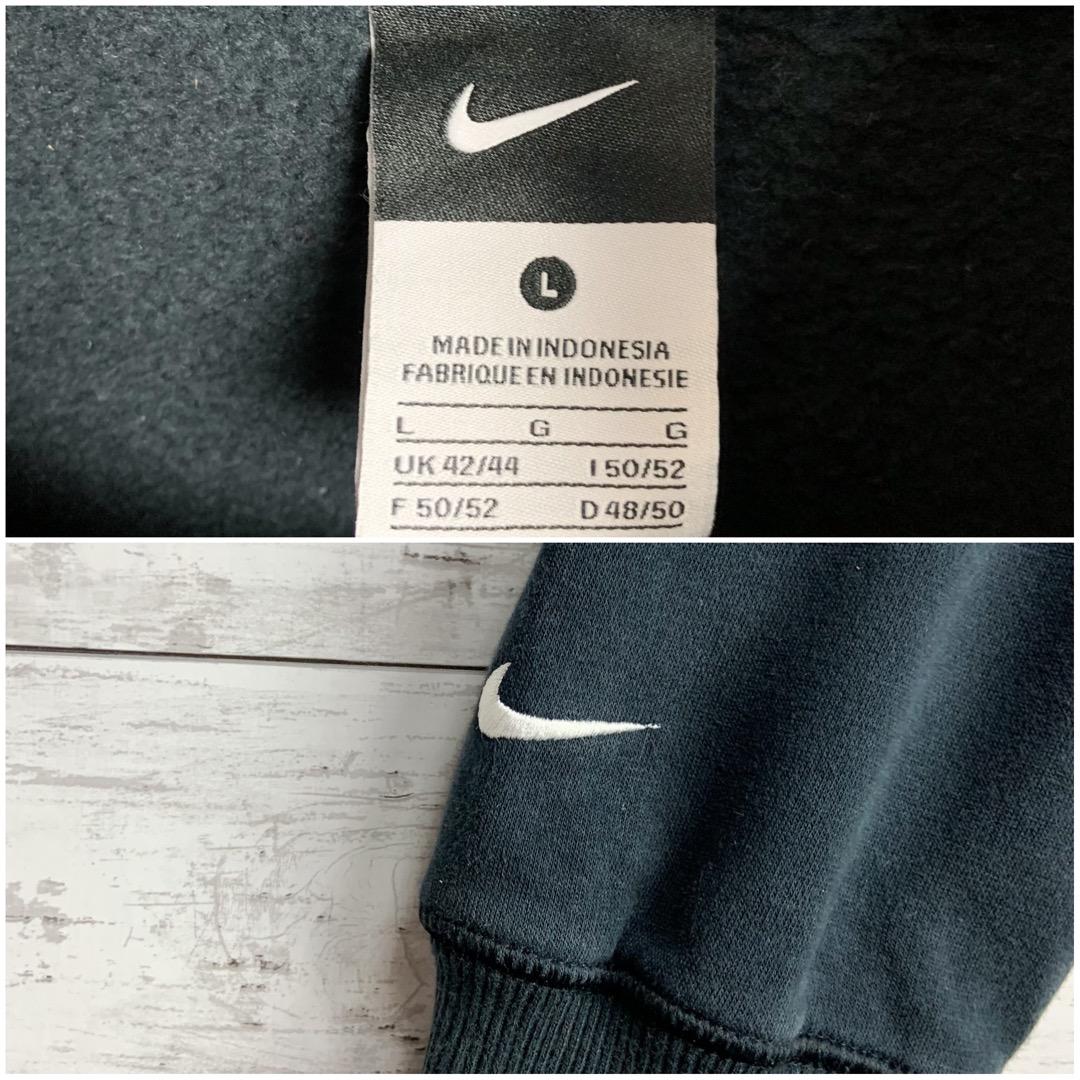 L
MADE IN INDONESIA
FABRIQUE EN INDONESIE
L G G
UK 42/44 I 50/52
F 50/52 D 48/50